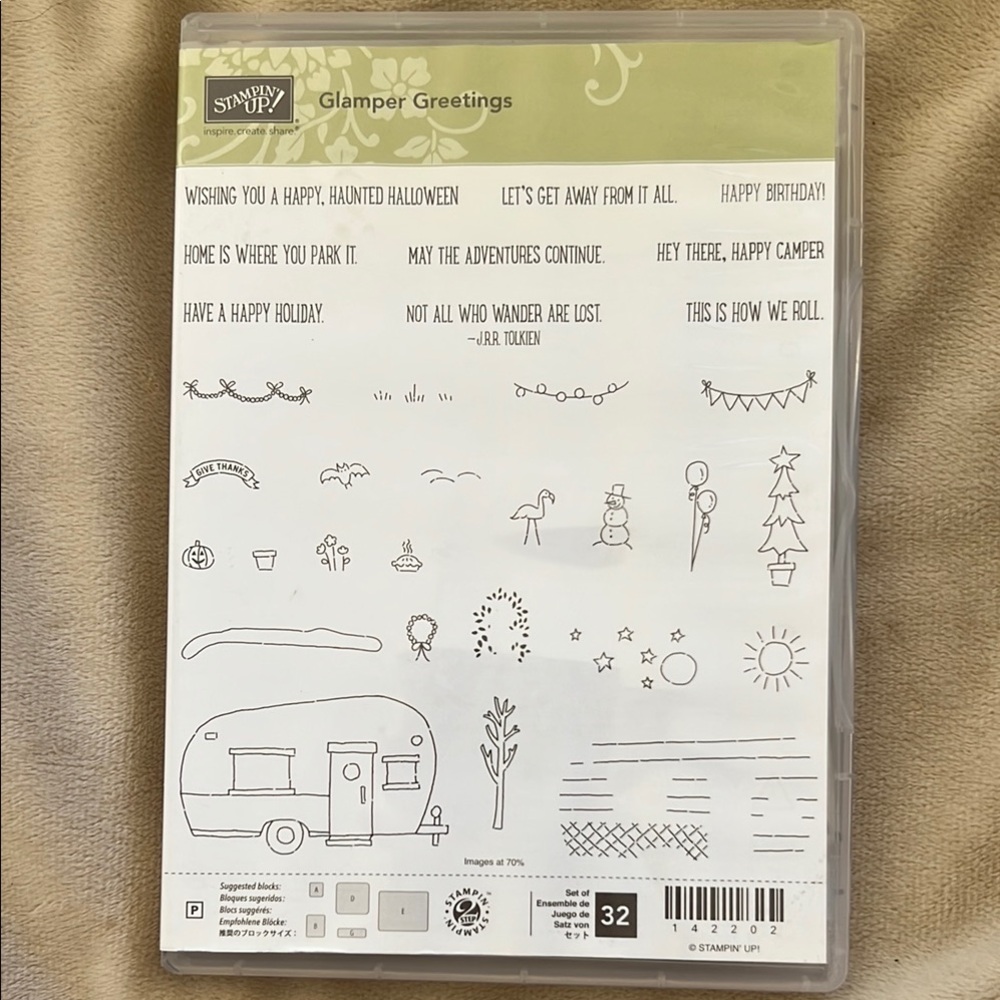 STAMPIN' UP!®
inspire.create.share.®
Glamper Greetings
WISHING YOU A HAPPY, HAUNTED HALLOWEEN
LET'S GET AWAY FROM IT ALL.
HAPPY BIRTHDAY!
HOME IS WHERE YOU PARK IT.
MAY THE ADVENTURES CONTINUE.
HEY THERE, HAPPY CAMPER
HAVE A HAPPY HOLIDAY.
NOT ALL WHO WANDER ARE LOST.
—J.R.R. TOLKIEN
THIS IS HOW WE ROLL.
GIVE THANKS
Images at 70%
P
Suggested blocks:
Bloques sugeridos:
Blocs suggérés:
Empfohlene Blöcke:
推奨のブロックサイズ：
A
B
D
G
E
STAMPIN'
2
STEP
STAMPIN'
Set of
Ensemble de
Juego de
Satz von
セット
32
142202
© STAMPIN' UP!